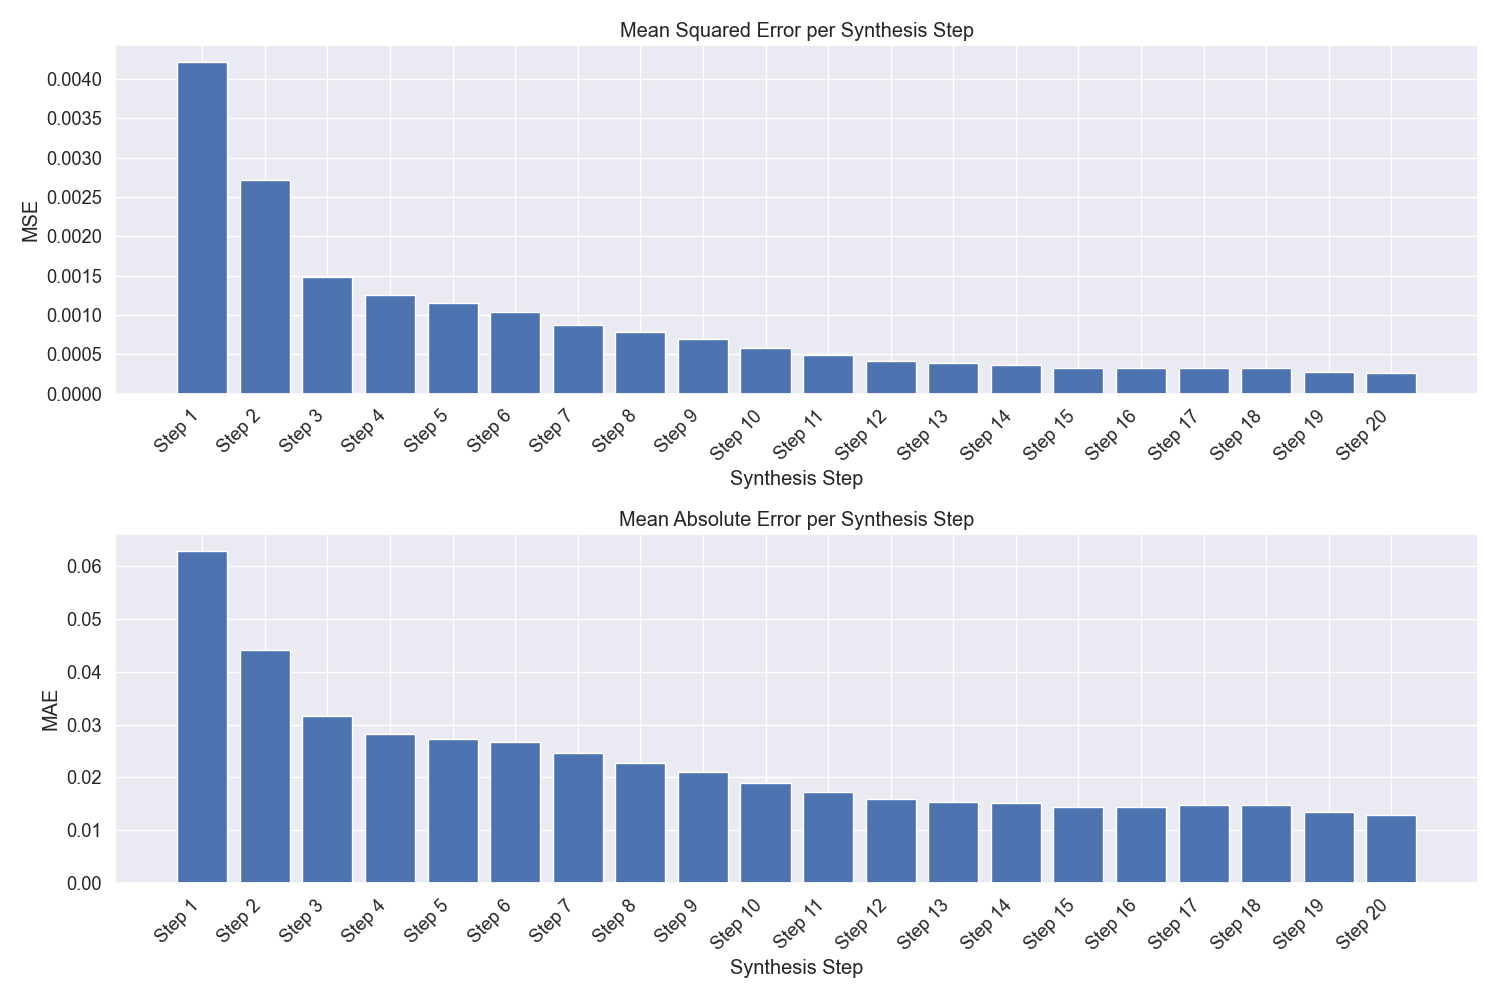 Mean Squared Error per Synthesis Step
MSE
0.0040
0.0035
0.0030
0.0025
0.0020
0.0015
0.0010
0.0005
0.0000
Step 1
Step 2
Step 3
Step 4
Step 5
Step 6
Step 7
Step 8
Step 9
Step 10
Step 11
Step 12
Step 13
Step 14
Step 15
Step 16
Step 17
Step 18
Step 19
Step 20
Synthesis Step
Mean Absolute Error per Synthesis Step
MAE
0.06
0.05
0.04
0.03
0.02
0.01
0.00
Step 1
Step 2
Step 3
Step 4
Step 5
Step 6
Step 7
Step 8
Step 9
Step 10
Step 11
Step 12
Step 13
Step 14
Step 15
Step 16
Step 17
Step 18
Step 19
Step 20
Synthesis Step